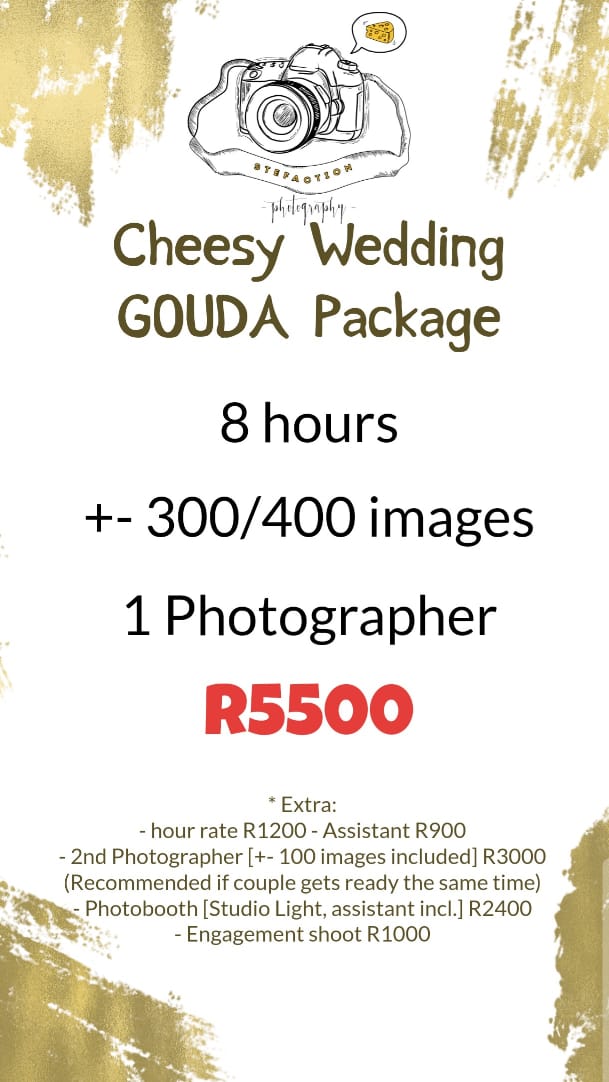 STEFACTION
- photography -
Cheesy Wedding
GOUDA Package
8 hours
+- 300/400 images
1 Photographer
R5500
* Extra:
- hour rate R1200 - Assistant R900
- 2nd Photographer [+- 100 images included] R3000
(Recommended if couple gets ready the same time)
- Photobooth [Studio Light, assistant incl.] R2400
- Engagement shoot R1000